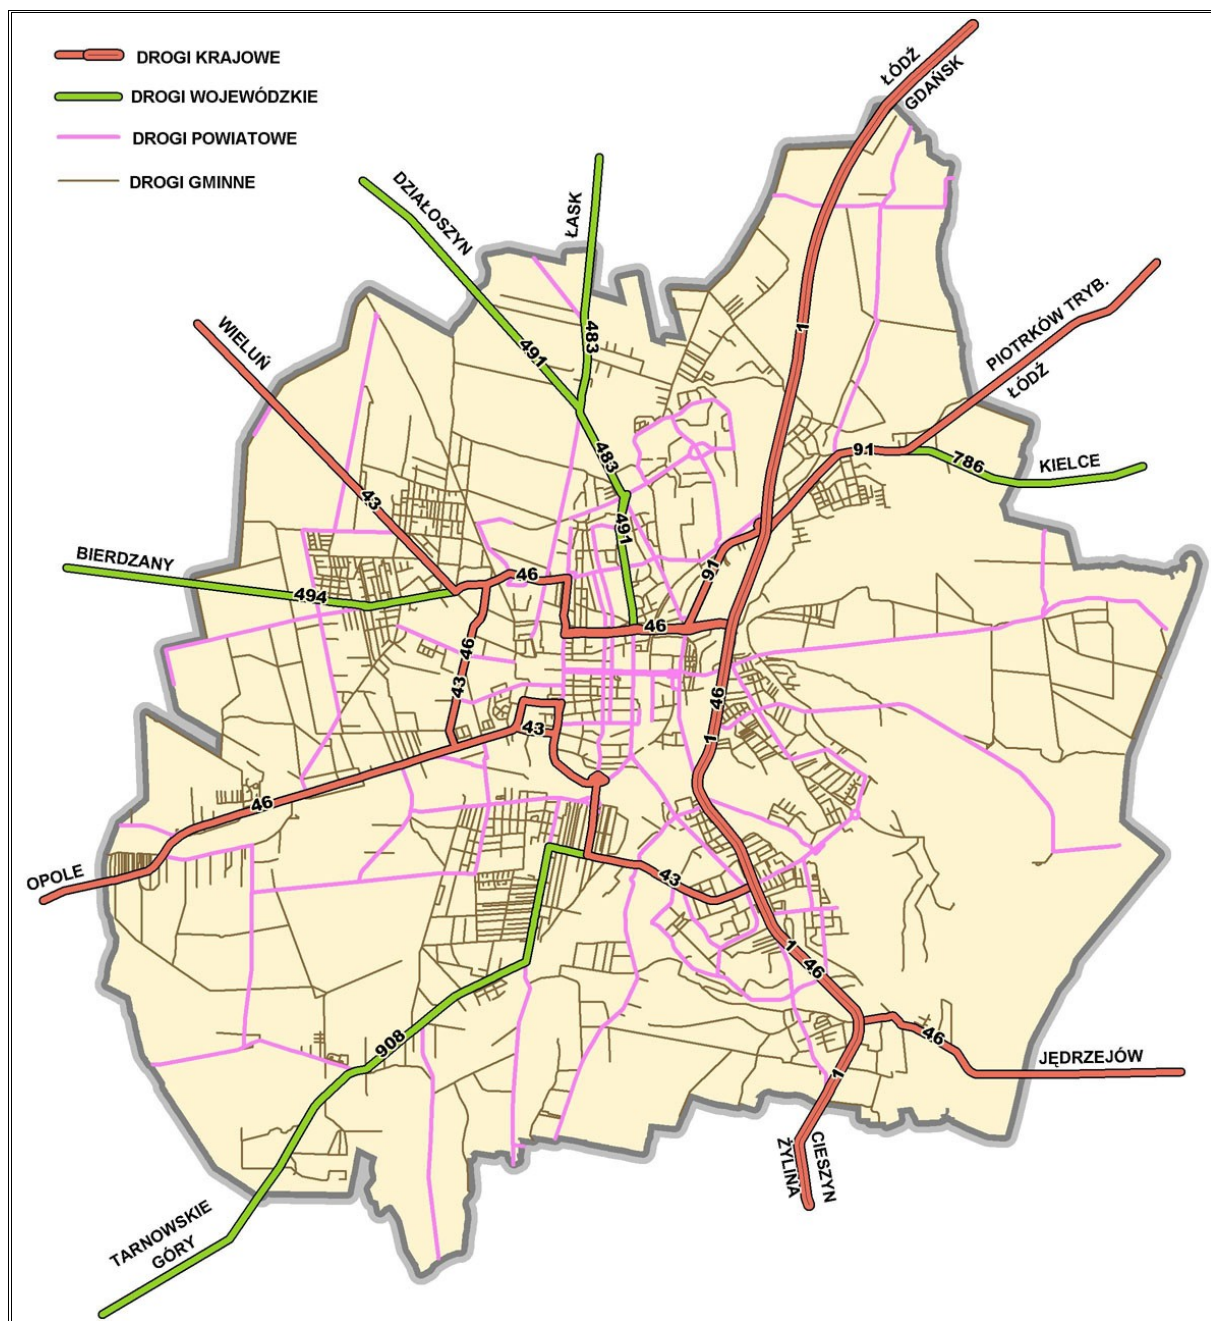 DROGI KRAJOWE
DROGI WOJEWÓDZKIE
DROGI POWIATOWE
DROGI GMINNE
ŁÓDŹ
GDAŃSK
DZIAŁOSZYN
ŁASK
WIELUŃ
PIOTRKÓW TRYB.
ŁÓDŹ
1
483
491
483
91
786
KIELCE
43
491
BIERDZANY
494
46
91
46
46
43
46
1
43
46
OPOLE
43
1
46
908
46
JĘDRZEJÓW
1
CIESZYN
ŻYLINA
TARNOWSKIE
GÓRY